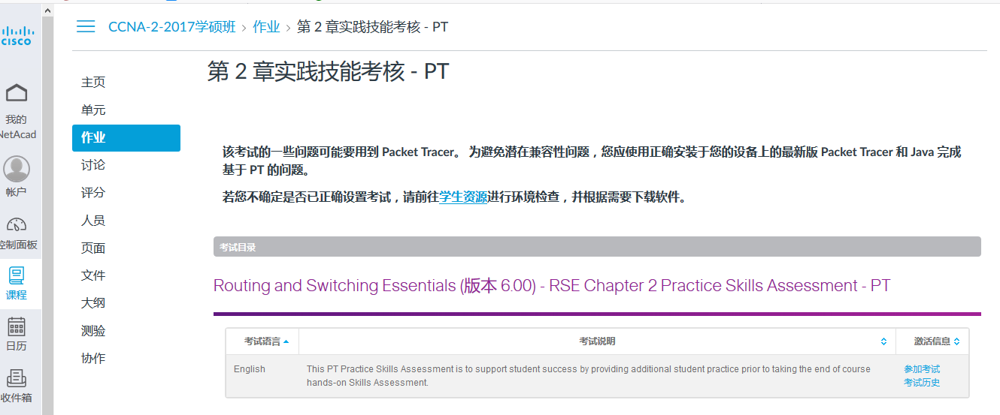 CISCO
我的
NetAcad
帐户
控制面板
课程
日历
收件箱
CCNA-2-2017学硕班 > 作业 > 第 2 章实践技能考核 - PT
主页
单元
作业
讨论
评分
人员
页面
文件
大纲
测验
协作
第 2 章实践技能考核 - PT
该考试的一些问题可能要用到 Packet Tracer。 为避免潜在兼容性问题，您应使用正确安装于您的设备上的最新版 Packet Tracer 和 Java 完成
基于 PT 的问题。
若您不确定是否已正确设置考试，请前往学生资源进行环境检查，并根据需要下载软件。
考试目录
Routing and Switching Essentials (版本 6.00) - RSE Chapter 2 Practice Skills Assessment - PT
考试语言 考试说明 激活信息
English
This PT Practice Skills Assessment is to support student success by providing additional student practice prior to taking the end of course
hands-on Skills Assessment.
参加考试
考试历史